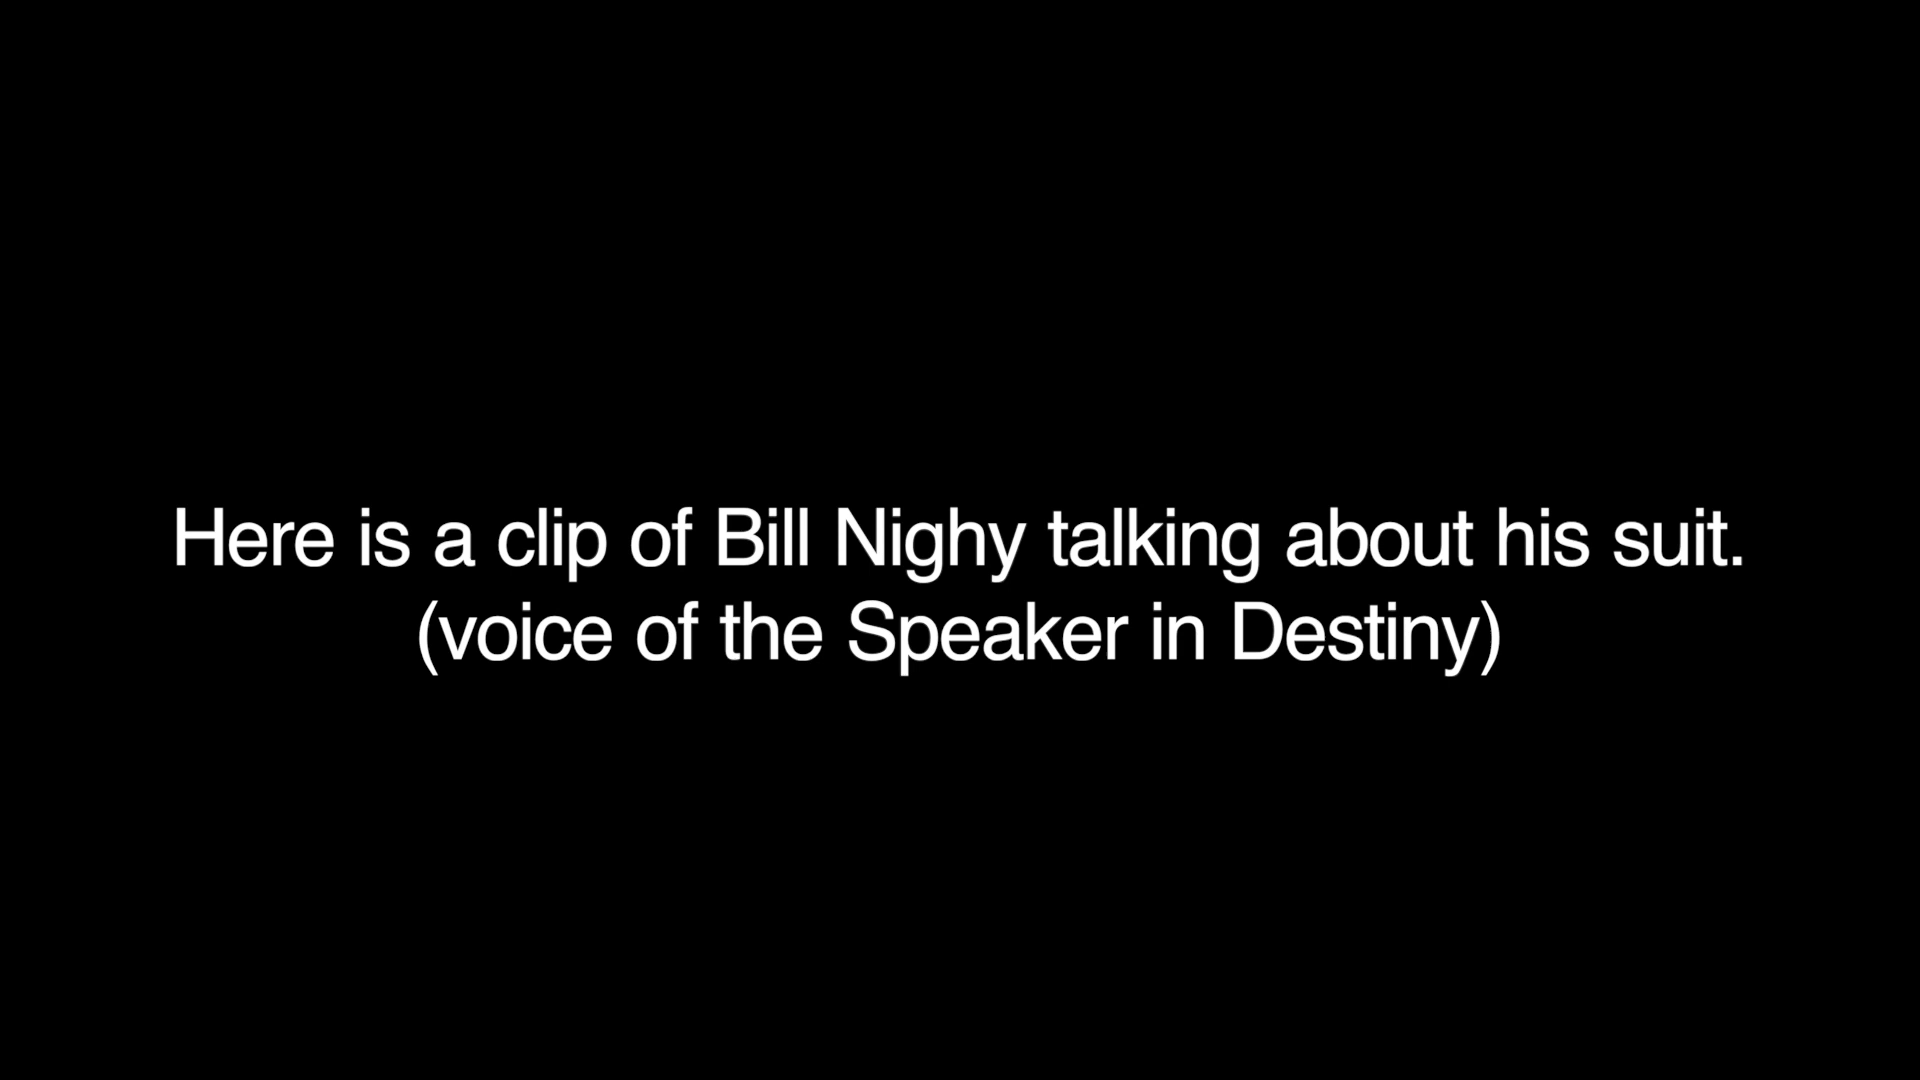 Here is a clip of Bill Nighy talking about his suit.
(voice of the Speaker in Destiny)